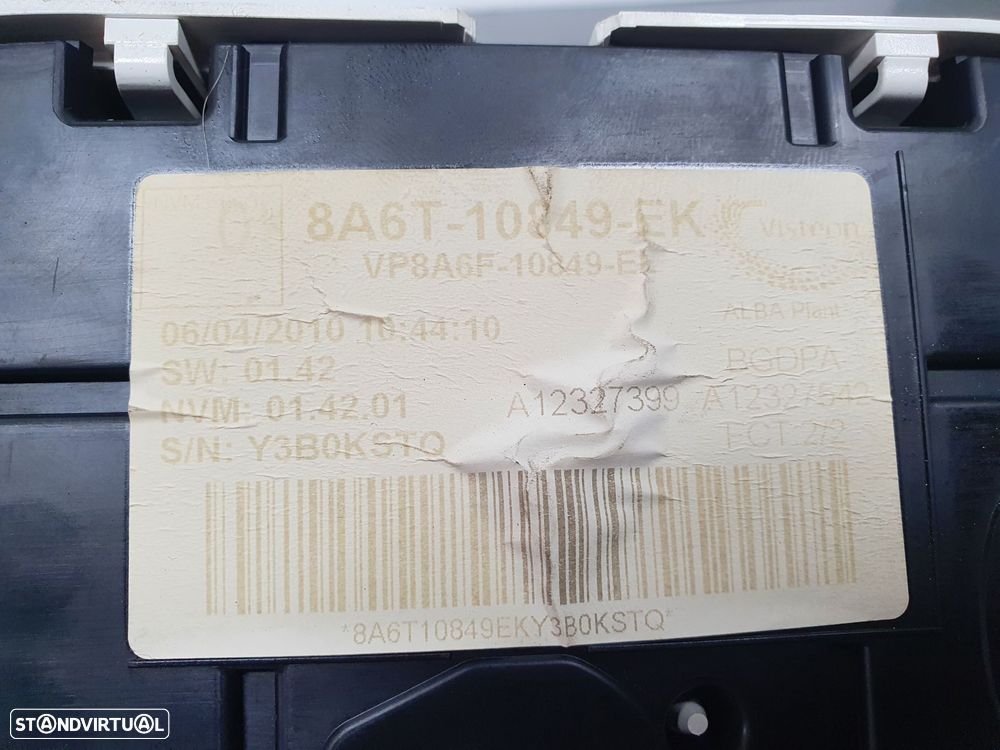 8A6T-10849-EK
Visteon
VP8A6F-10849-E
ALBA Plant
06/04/2010 10:44:10
SW: 01.42
NVM: 01.42.01
A12327399
S/N: Y3B0KSTQ
FCT 2/2
*8A6T10849EKY3B0KSTQ*
STANDVIRTUAL